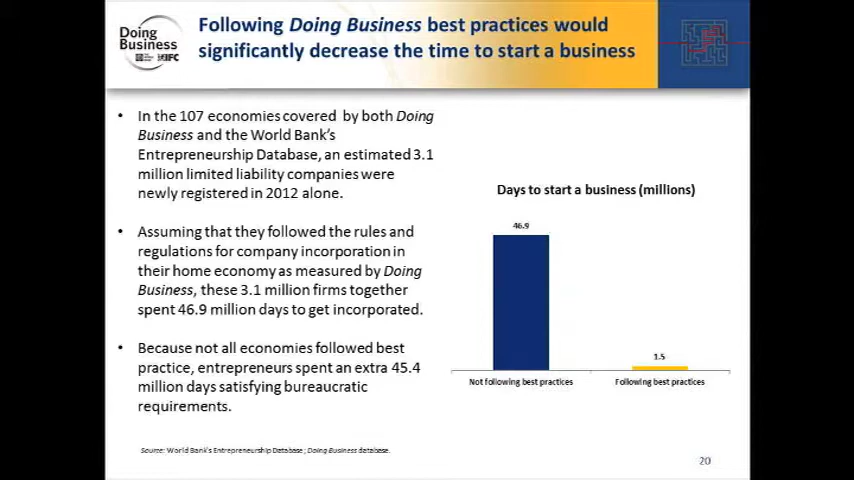 Doing
Business
IFC
Following Doing Business best practices would
significantly decrease the time to start a business
• In the 107 economies covered by both Doing
Business and the World Bank's
Entrepreneurship Database, an estimated 3.1
million limited liability companies were
newly registered in 2012 alone.
• Assuming that they followed the rules and
regulations for company incorporation in
their home economy as measured by Doing
Business, these 3.1 million firms together
spent 46.9 million days to get incorporated.
• Because not all economies followed best
practice, entrepreneurs spent an extra 45.4
million days satisfying bureaucratic
requirements.
Days to start a business (millions)
46.9
1.5
Not following best practices
Following best practices
Source: World Bank's Entrepreneurship Database; Doing Business database.
20